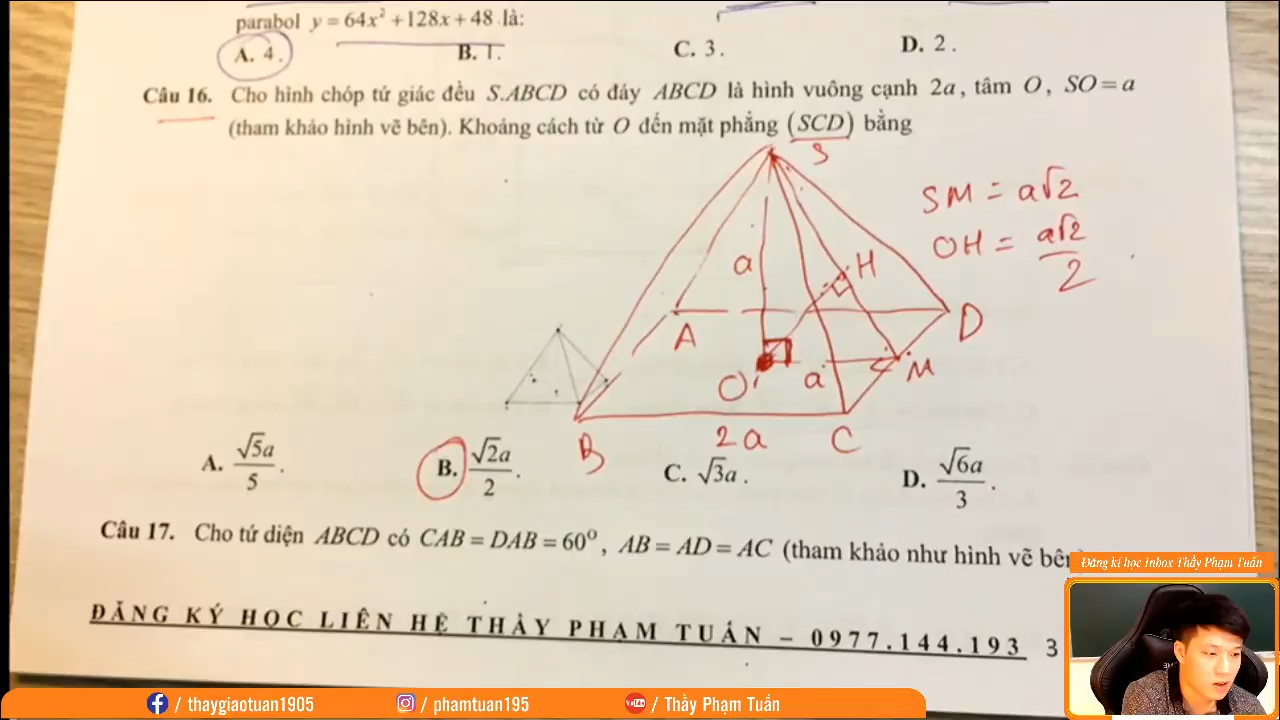 parabol y = 64x² +128x + 48 là:
A. 4. B. 1. C. 3. D. 2.
Câu 16. Cho hình chóp tứ giác đều S.ABCD có đáy ABCD là hình vuông cạnh 2a, tâm O, SO = a
(tham khảo hình vẽ bên). Khoảng cách từ O đến mặt phẳng (SCD) bằng
S
SM = a√2
OH = a√2/2
a
H
A
D
O
a
M
B
2a
C
A. √5a/5. B. √2a/2. C. √3a. D. √6a/3.
Câu 17. Cho tứ diện ABCD có CAB = DAB = 60⁰, AB = AD = AC (tham khảo như hình vẽ bên
Đăng kí học Inbox Thầy Phạm Tuấn
ĐĂNG KÝ HỌC LIÊN HỆ THẦY PHẠM TUẤN – 0977.144.193 3
/ thaygiaotuan1905 / phamtuan195 YouTube / Thầy Phạm Tuấn